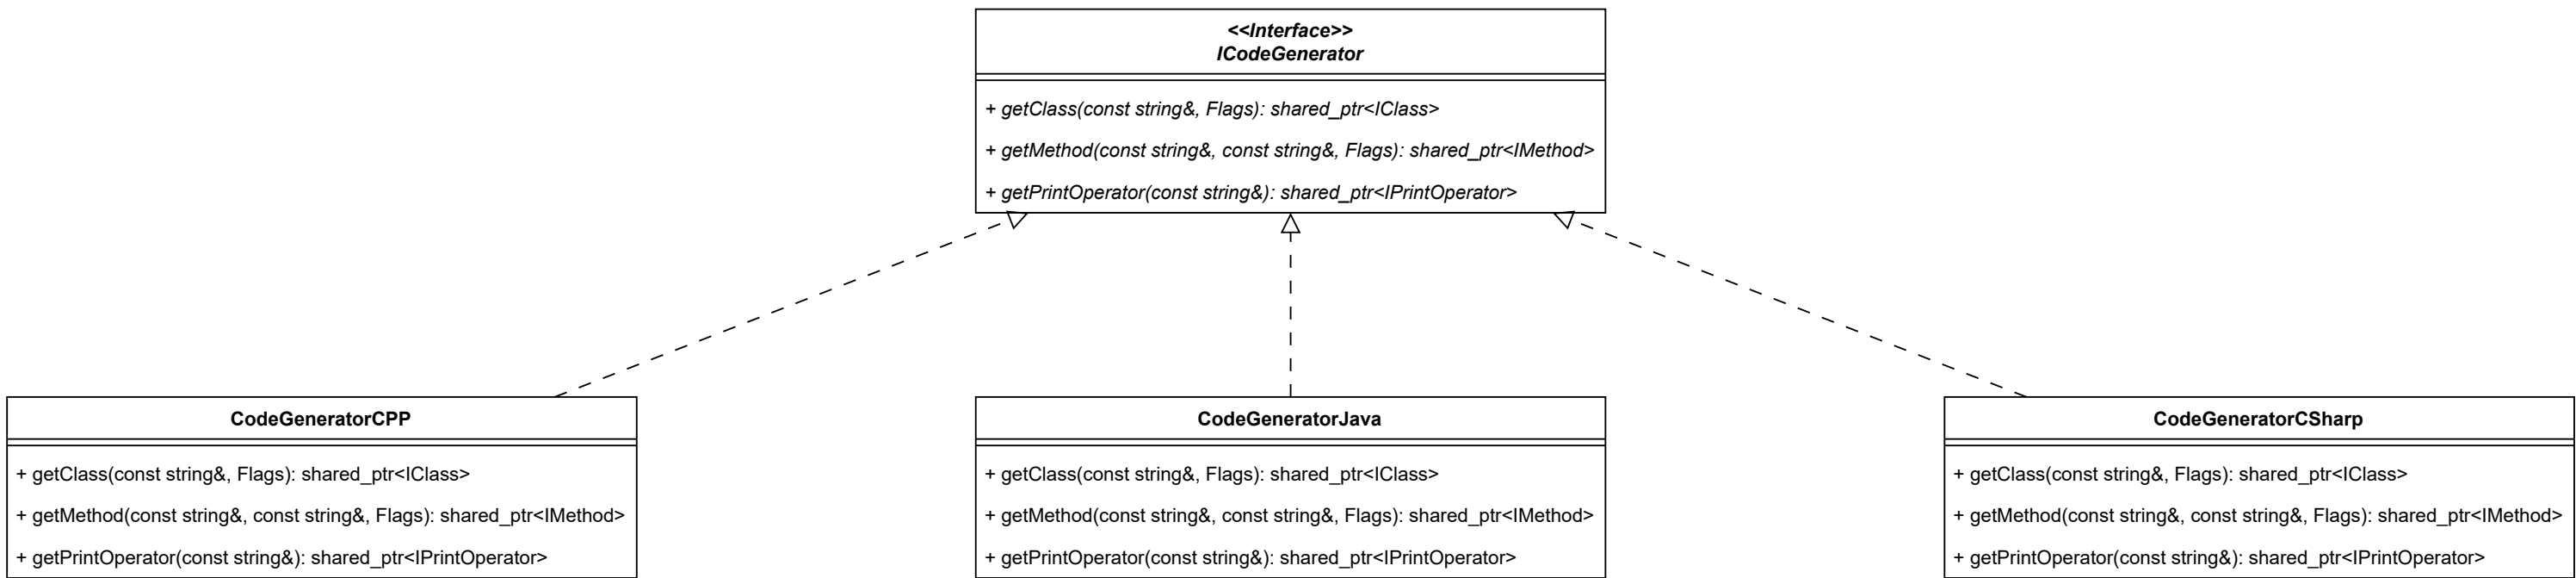 <<Interface>>
ICodeGenerator
+ getClass(const string&, Flags): shared_ptr<IClass>
+ getMethod(const string&, const string&, Flags): shared_ptr<IMethod>
+ getPrintOperator(const string&): shared_ptr<IPrintOperator>
CodeGeneratorCPP
+ getClass(const string&, Flags): shared_ptr<IClass>
+ getMethod(const string&, const string&, Flags): shared_ptr<IMethod>
+ getPrintOperator(const string&): shared_ptr<IPrintOperator>
CodeGeneratorJava
+ getClass(const string&, Flags): shared_ptr<IClass>
+ getMethod(const string&, const string&, Flags): shared_ptr<IMethod>
+ getPrintOperator(const string&): shared_ptr<IPrintOperator>
CodeGeneratorCSharp
+ getClass(const string&, Flags): shared_ptr<IClass>
+ getMethod(const string&, const string&, Flags): shared_ptr<IMethod>
+ getPrintOperator(const string&): shared_ptr<IPrintOperator>